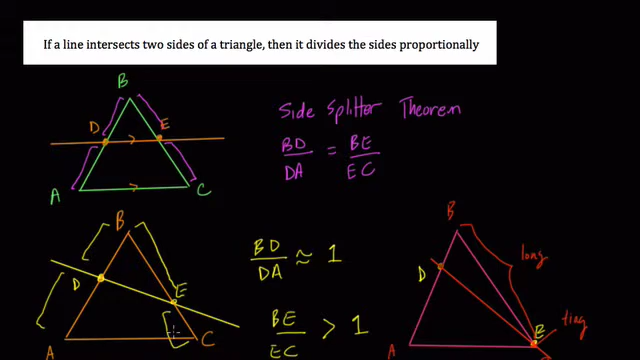 If a line intersects two sides of a triangle, then it divides the sides proportionally
B
D
E
A
C
Side Splitter Theorem
BD/DA = BE/EC
B
D
E
A
C
BD/DA ≈ 1
BE/EC > 1
B
long
D
tiny
E
A